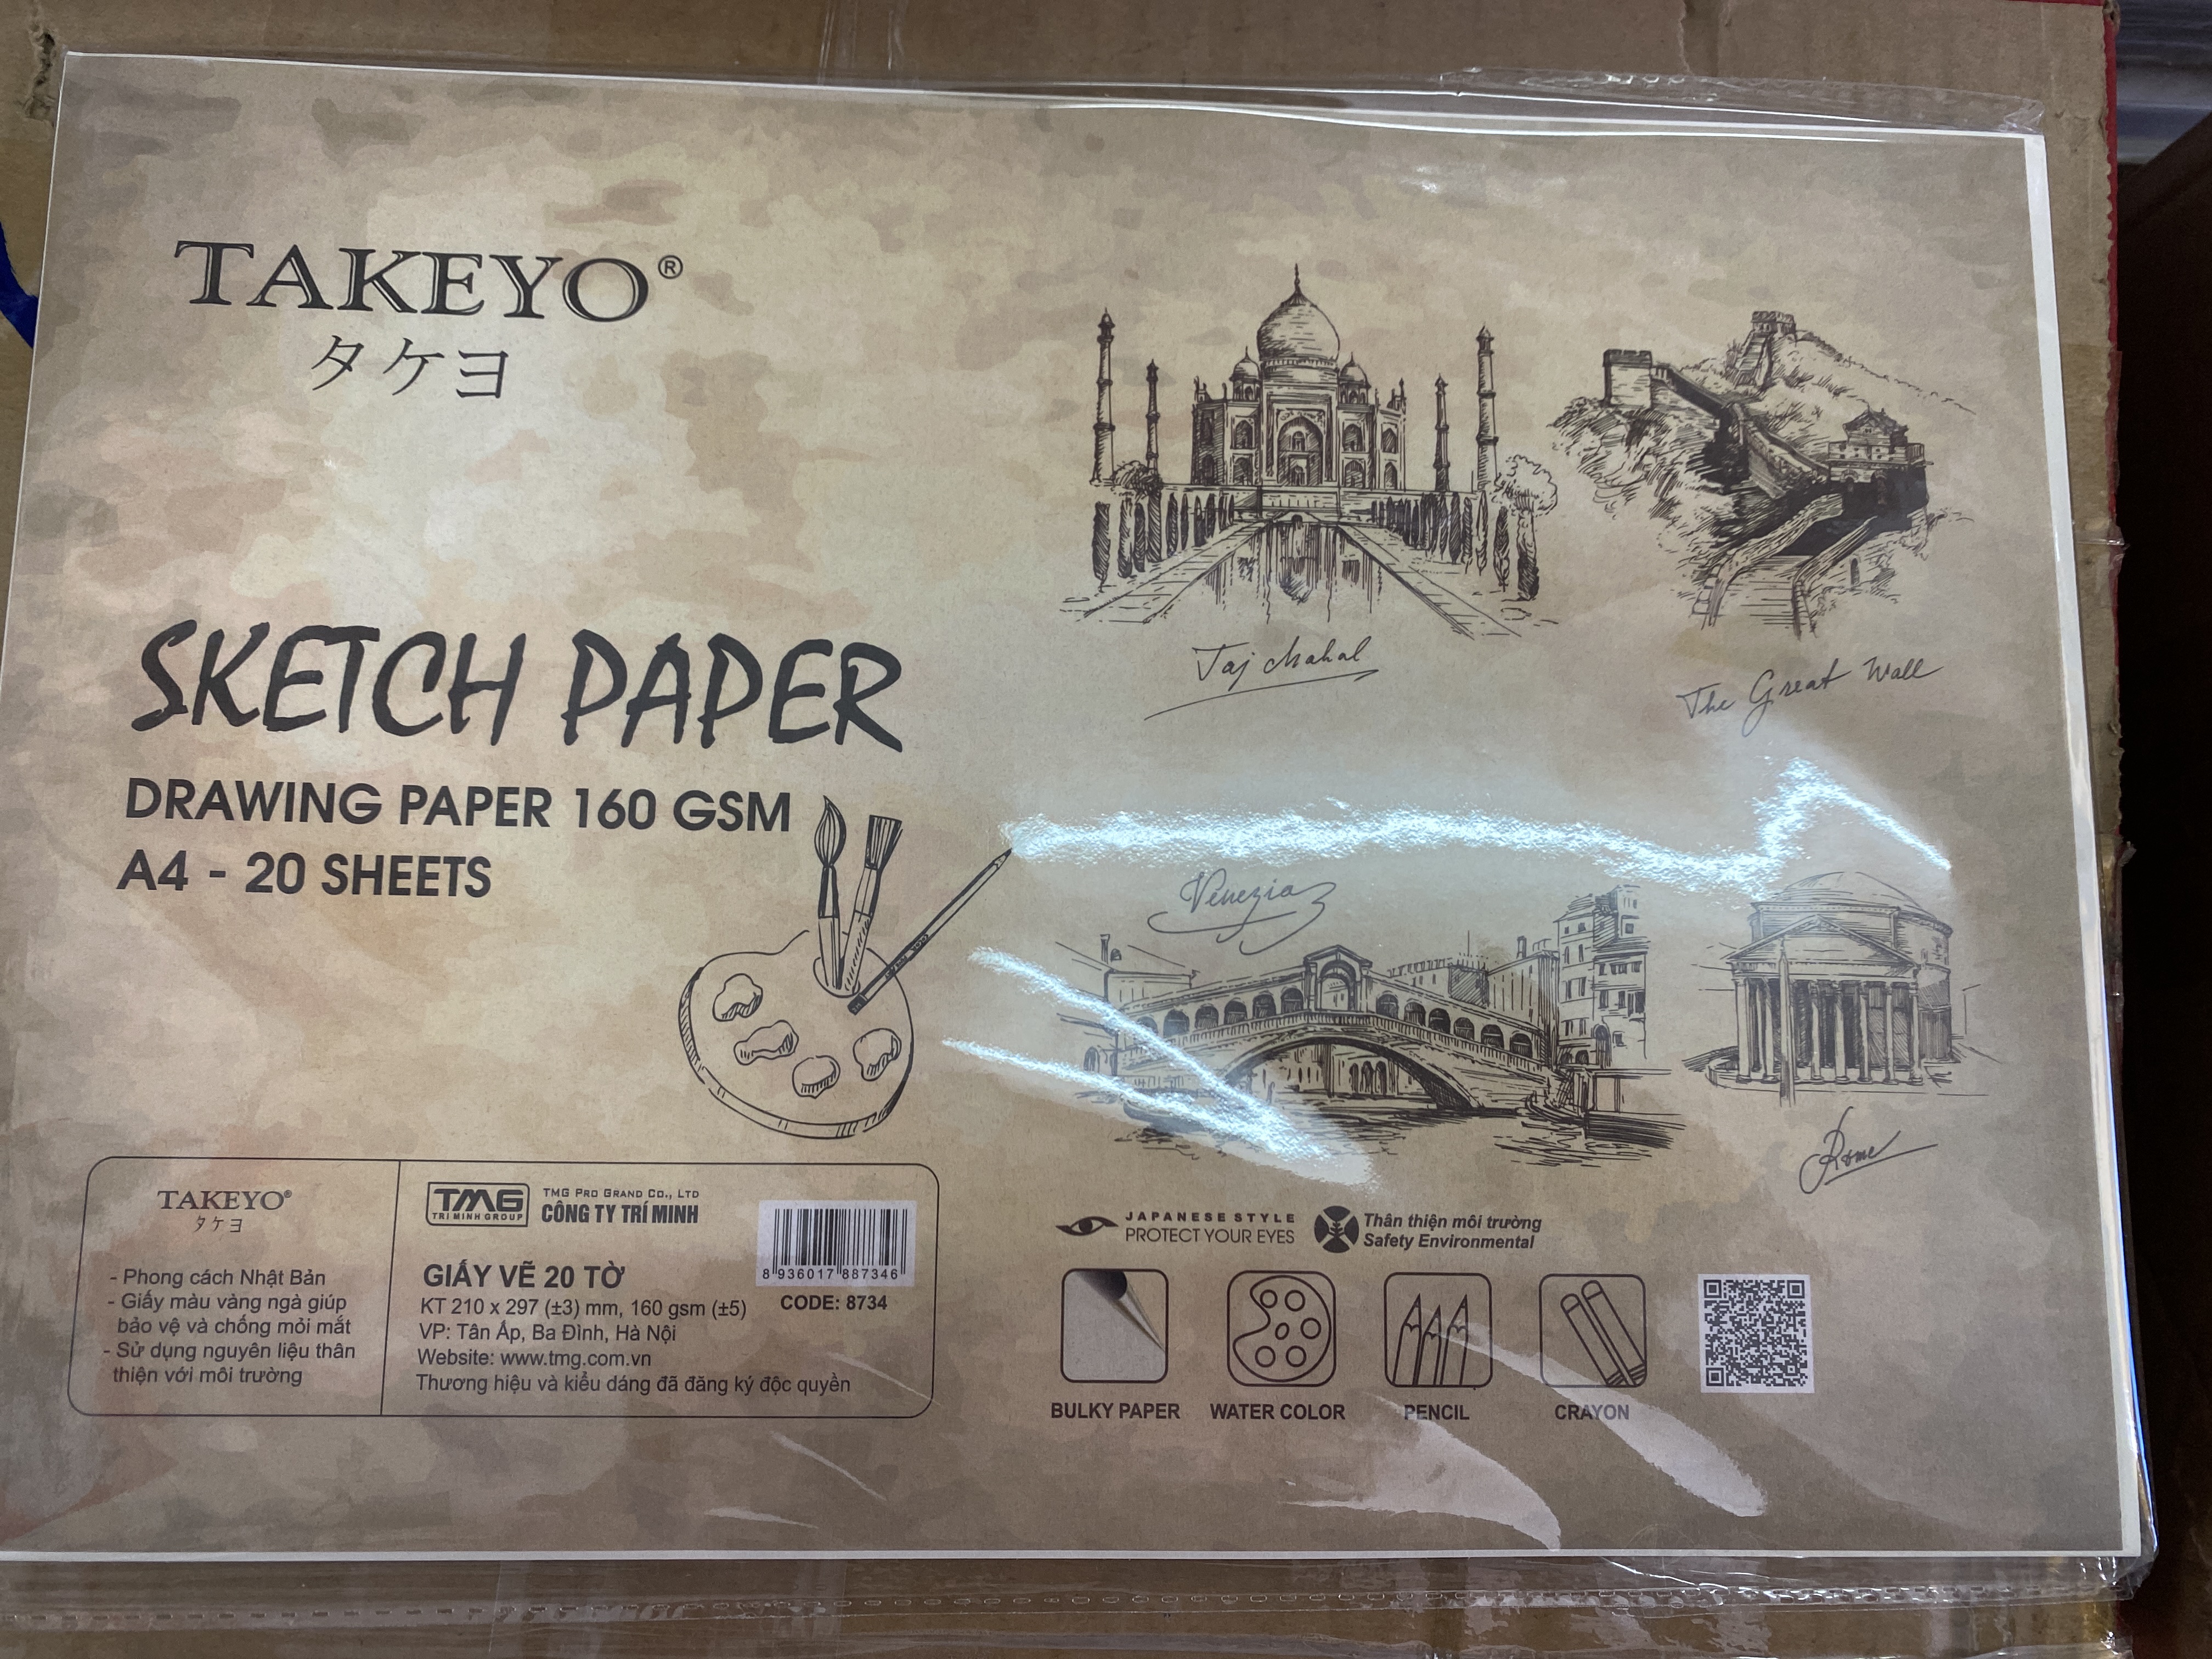 TAKEYO®
タケヨ
SKETCH PAPER
DRAWING PAPER 160 GSM
A4 - 20 SHEETS
Taj Mahal
The Great Wall
Venezia
Rome
TAKEYO®
タケヨ
- Phong cách Nhật Bản
- Giấy màu vàng ngà giúp
bảo vệ và chống mỏi mắt
- Sử dụng nguyên liệu thân
thiện với môi trường
TMG
TRI MINH GROUP
TMG PRO GRAND CO., LTD
CÔNG TY TRÍ MINH
GIẤY VẼ 20 TỜ
KT 210 x 297 (±3) mm, 160 gsm (±5)
VP: Tân Ấp, Ba Đình, Hà Nội
Website: www.tmg.com.vn
Thương hiệu và kiểu dáng đã đăng ký độc quyền
8 936017 887346
CODE: 8734
JAPANESE STYLE
PROTECT YOUR EYES
Thân thiện môi trường
Safety Environmental
BULKY PAPER
WATER COLOR
PENCIL
CRAYON